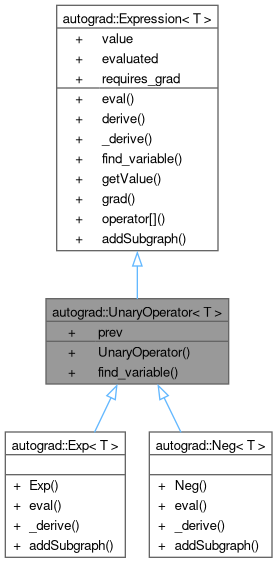 autograd::Expression< T >
+ value
+ evaluated
+ requires_grad
+ eval()
+ derive()
+ _derive()
+ find_variable()
+ getValue()
+ grad()
+ operator[]()
+ addSubgraph()
autograd::UnaryOperator< T >
+ prev
+ UnaryOperator()
+ find_variable()
autograd::Exp< T >
+ Exp()
+ eval()
+ _derive()
+ addSubgraph()
autograd::Neg< T >
+ Neg()
+ eval()
+ _derive()
+ addSubgraph()